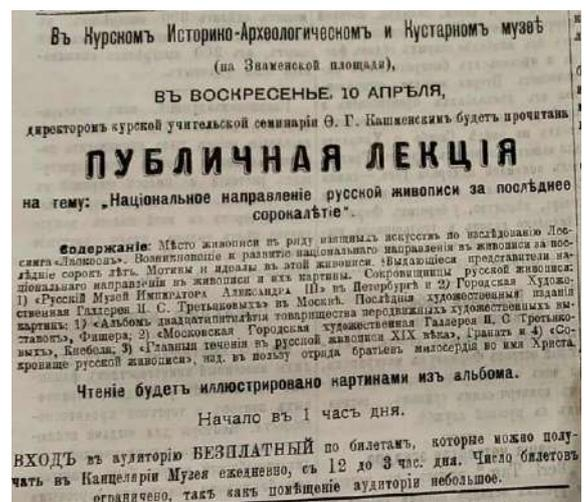 Въ Курскомъ Историко-Археологическомъ и Кустарномъ музеѣ
(на Знаменской площади),
ВЪ ВОСКРЕСЕНЬЕ, 10 АПРѢЛЯ,
директоромъ курской учительской семинаріи Ѳ. Г. Кашменскимъ будетъ прочитана
ПУБЛИЧНАЯ ЛЕКЦІЯ
на тему: „Національное направленіе русской живописи за послѣднее
сорокалѣтіе".
Содержаніе: Мѣсто живописи въ ряду изящныхъ искусствъ по изслѣдованію Лес-
синга «Лаокоонъ». Возникновеніе и развитіе національнаго направленія въ живописи за пос-
лѣдніе сорокъ лѣтъ. Мотивы и идеалы въ этой живописи. Выдающіеся представители на-
ціональнаго направленія въ живописи и ихъ картины. Сокровищницы русской живописи:
1) «Русскій Музей Императора Александра III» въ Петербургѣ и 2) Городская Художе-
ственная Галлерея П. С. Третьяковыхъ» въ Москвѣ. Послѣднія художественныя изданія
картинъ: 1) «Альбомъ двадцатипятилѣтія товарищества передвижныхъ художественныхъ вы-
ставокъ», Фишера; 2) «Московская Городская художественная Галлерея П. С Третьяко-
выхъ», Кнебеля; 3) «Главныя теченія въ русской живописи XIX вѣка», Гранатъ и 4) «Со-
кровище русской живописи», изд. въ пользу отряда братьевъ милосердія во имя Христа.
Чтеніе будетъ иллюстрировано картинами изъ альбома.
Начало въ 1 часъ дня.
ВХОДЪ въ аудиторію БЕЗПЛАТНЫЙ по билетамъ, которые можно полу-
чать въ Канцеляріи Музея ежедневно, съ 12 до 3 час. дня. Число билетовъ
ограничено, такъ какъ помѣщеніе аудиторіи небольшое.